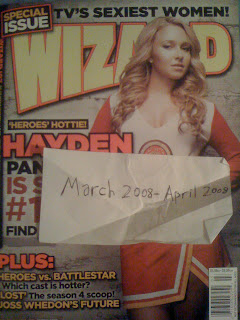 SPECIAL
ISSUE
TV'S SEXIEST WOMEN!
WIZARD
'HEROES' HOTTIE!
HAYDEN
PAN
IS S
#1
FIND
March 2008- April 2008
PLUS:
HEROES vs. BATTLESTAR
Which cast is hotter?
'LOST' The season 4 scoop!
JOSS WHEDON'S FUTURE